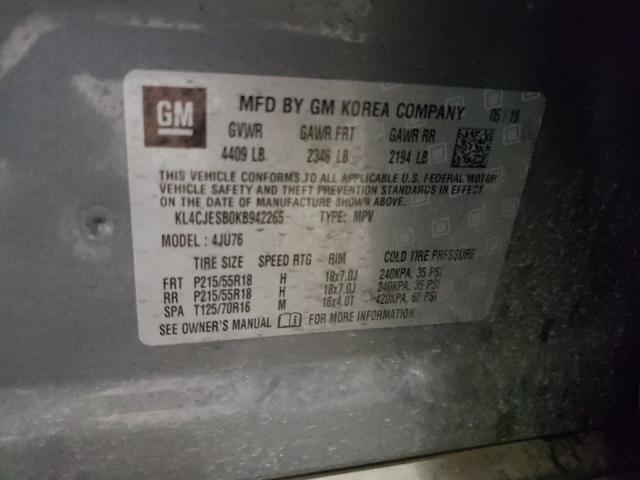 GM
MFD BY GM KOREA COMPANY 05 / 19
GVWR GAWR FRT GAWR RR
4409 LB 2348 LB 2194 LB
THIS VEHICLE CONFORMS TO ALL APPLICABLE U.S. FEDERAL MOTOR
VEHICLE SAFETY AND THEFT PREVENTION STANDARDS IN EFFECT
ON THE DATE OF MANUFACTURE SHOWN ABOVE.
KL4CJESB0KB942265 TYPE: MPV
MODEL : 4JU76
TIRE SIZE SPEED RTG RIM COLD TIRE PRESSURE
FRT P215/55R18 H 18x7.0J 240KPA, 35 PSI
RR P215/55R18 H 18x7.0J 240KPA, 35 PSI
SPA T125/70R16 M 16x4.0T 420KPA, 60 PSI
SEE OWNER'S MANUAL FOR MORE INFORMATION.